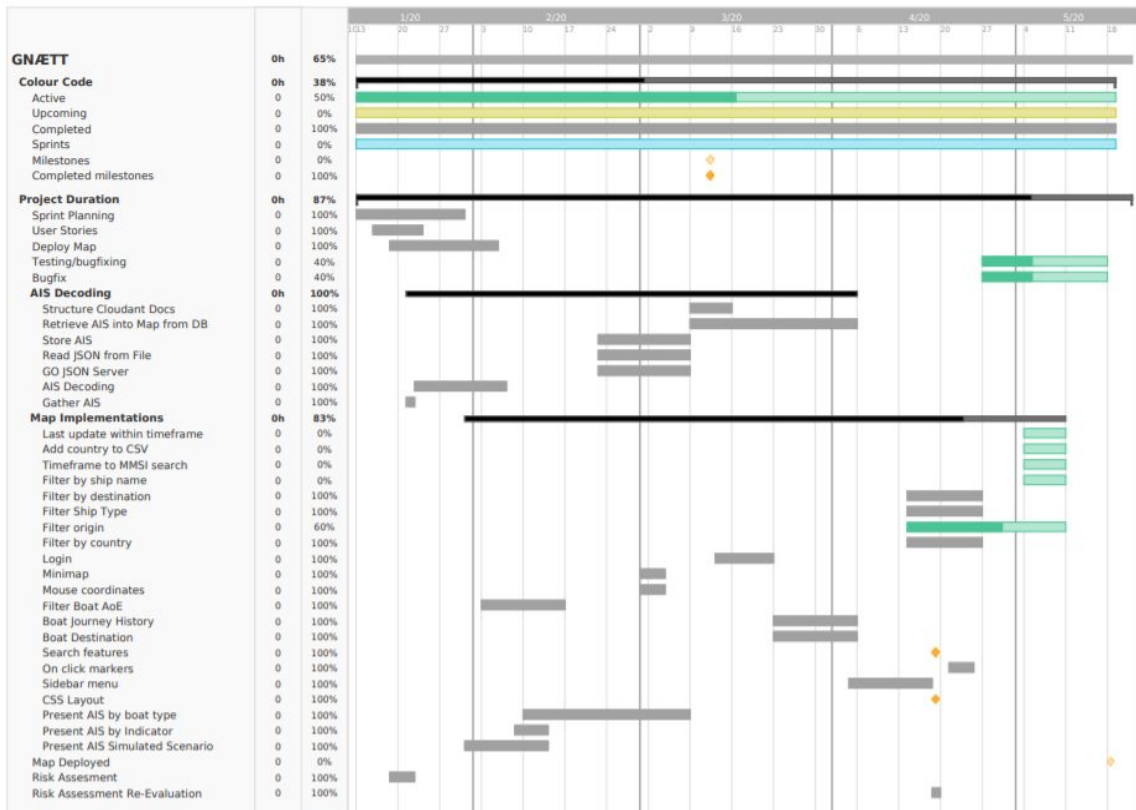 1/20 2/20 3/20 4/20 5/20
13 20 27 3 10 17 24 2 9 16 23 30 6 13 20 27 4 11 18
GNÆTT 0h 65%
Colour Code 0h 38%
Active 0 50%
Upcoming 0 0%
Completed 0 100%
Sprints 0 0%
Milestones 0 0%
Completed milestones 0 100%
Project Duration 0h 87%
Sprint Planning 0 100%
User Stories 0 100%
Deploy Map 0 100%
Testing/bugfixing 0 40%
Bugfix 0 40%
AIS Decoding 0h 100%
Structure Cloudant Docs 0 100%
Retrieve AIS into Map from DB 0 100%
Store AIS 0 100%
Read JSON from File 0 100%
GO JSON Server 0 100%
AIS Decoding 0 100%
Gather AIS 0 100%
Map Implementations 0h 83%
Last update within timeframe 0 0%
Add country to CSV 0 0%
Timeframe to MMSI search 0 0%
Filter by ship name 0 0%
Filter by destination 0 100%
Filter Ship Type 0 100%
Filter origin 0 60%
Filter by country 0 100%
Login 0 100%
Minimap 0 100%
Mouse coordinates 0 100%
Filter Boat AoE 0 100%
Boat Journey History 0 100%
Boat Destination 0 100%
Search features 0 100%
On click markers 0 100%
Sidebar menu 0 100%
CSS Layout 0 100%
Present AIS by boat type 0 100%
Present AIS by Indicator 0 100%
Present AIS Simulated Scenario 0 100%
Map Deployed 0 0%
Risk Assesment 0 100%
Risk Assessment Re-Evaluation 0 100%